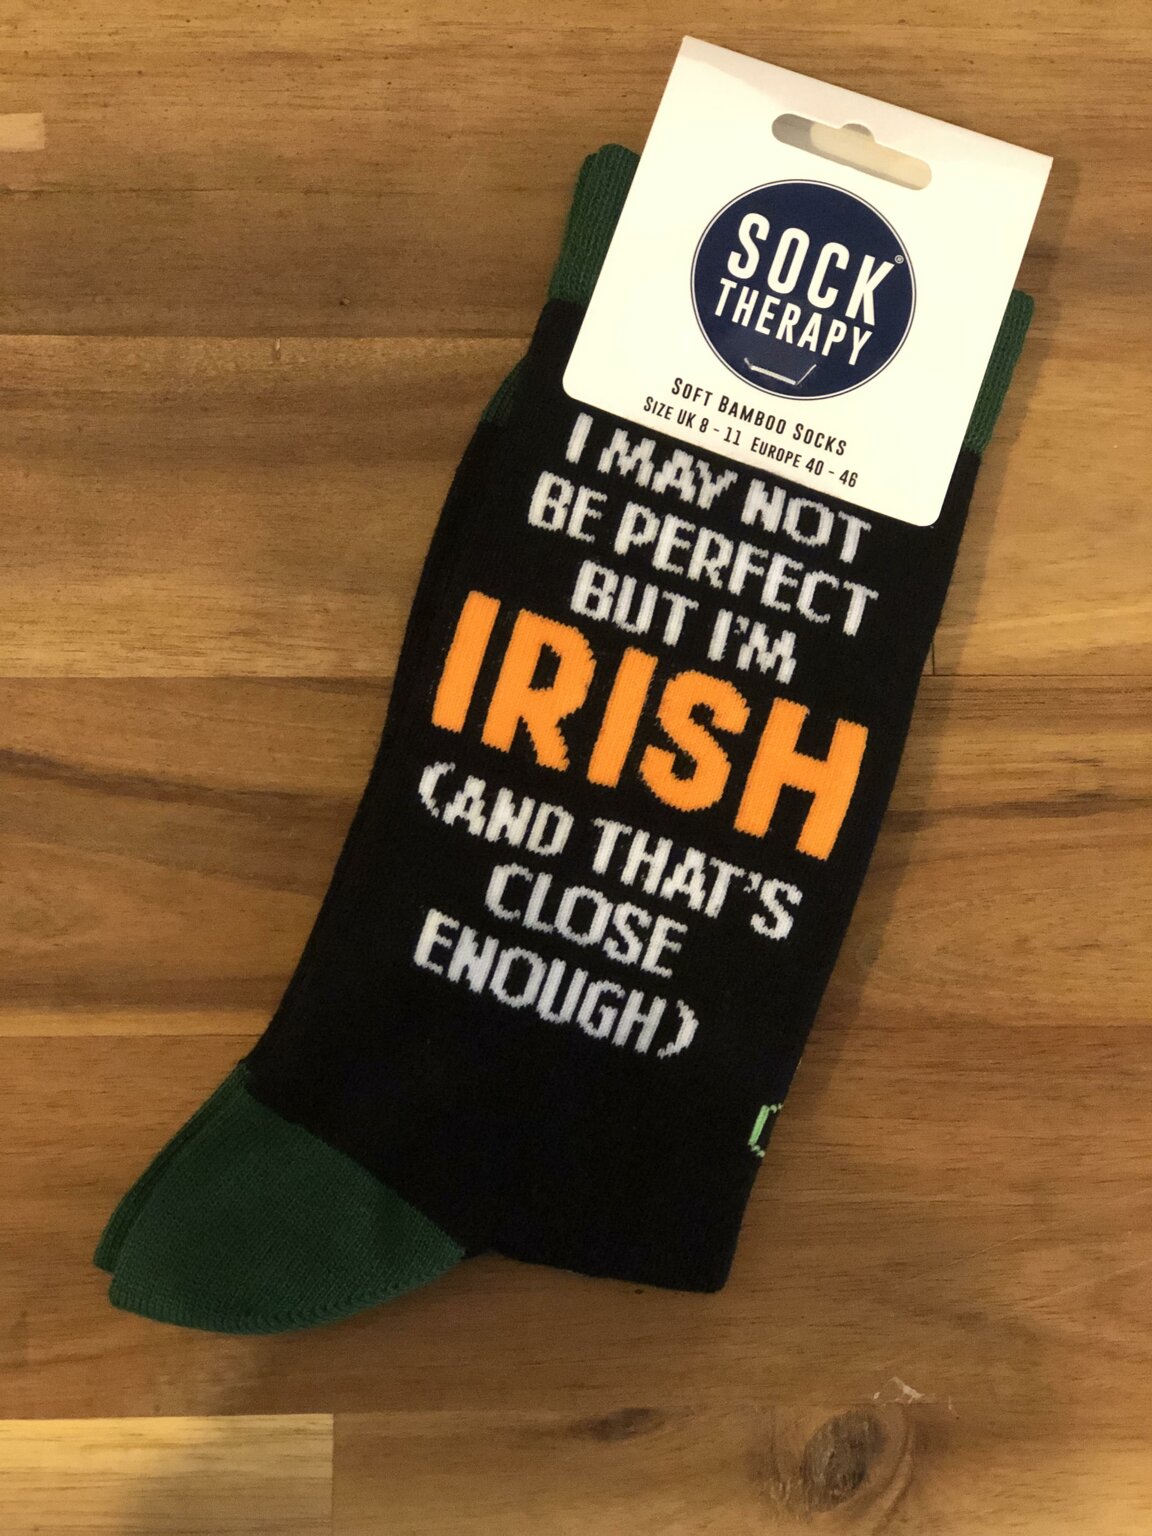 SOCK®
THERAPY
SOFT BAMBOO SOCKS
SIZE UK 8 - 11 EUROPE 40 - 46
I MAY NOT
BE PERFECT
BUT I'M
IRISH
(AND THAT'S
CLOSE
ENOUGH)